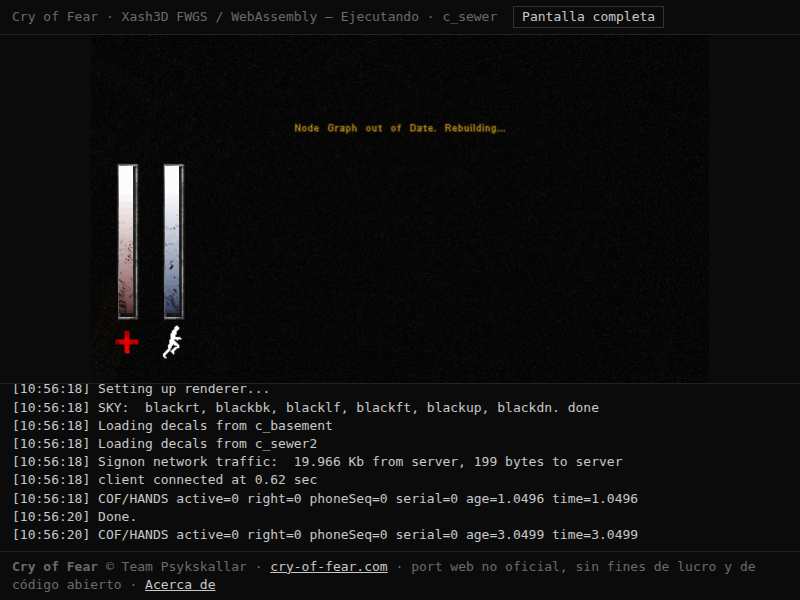 Cry of Fear · Xash3D FWGS / WebAssembly — Ejecutando · c_sewer Pantalla completa
Node Graph out of Date. Rebuilding...
[10:56:18] Setting up renderer...
[10:56:18] SKY:  blackrt, blackbk, blacklf, blackft, blackup, blackdn. done
[10:56:18] Loading decals from c_basement
[10:56:18] Loading decals from c_sewer2
[10:56:18] Signon network traffic:  19.966 Kb from server, 199 bytes to server
[10:56:18] client connected at 0.62 sec
[10:56:18] COF/HANDS active=0 right=0 phoneSeq=0 serial=0 age=1.0496 time=1.0496
[10:56:20] Done.
[10:56:20] COF/HANDS active=0 right=0 phoneSeq=0 serial=0 age=3.0499 time=3.0499
Cry of Fear © Team Psykskallar · cry-of-fear.com · port web no oficial, sin fines de lucro y de
código abierto · Acerca de